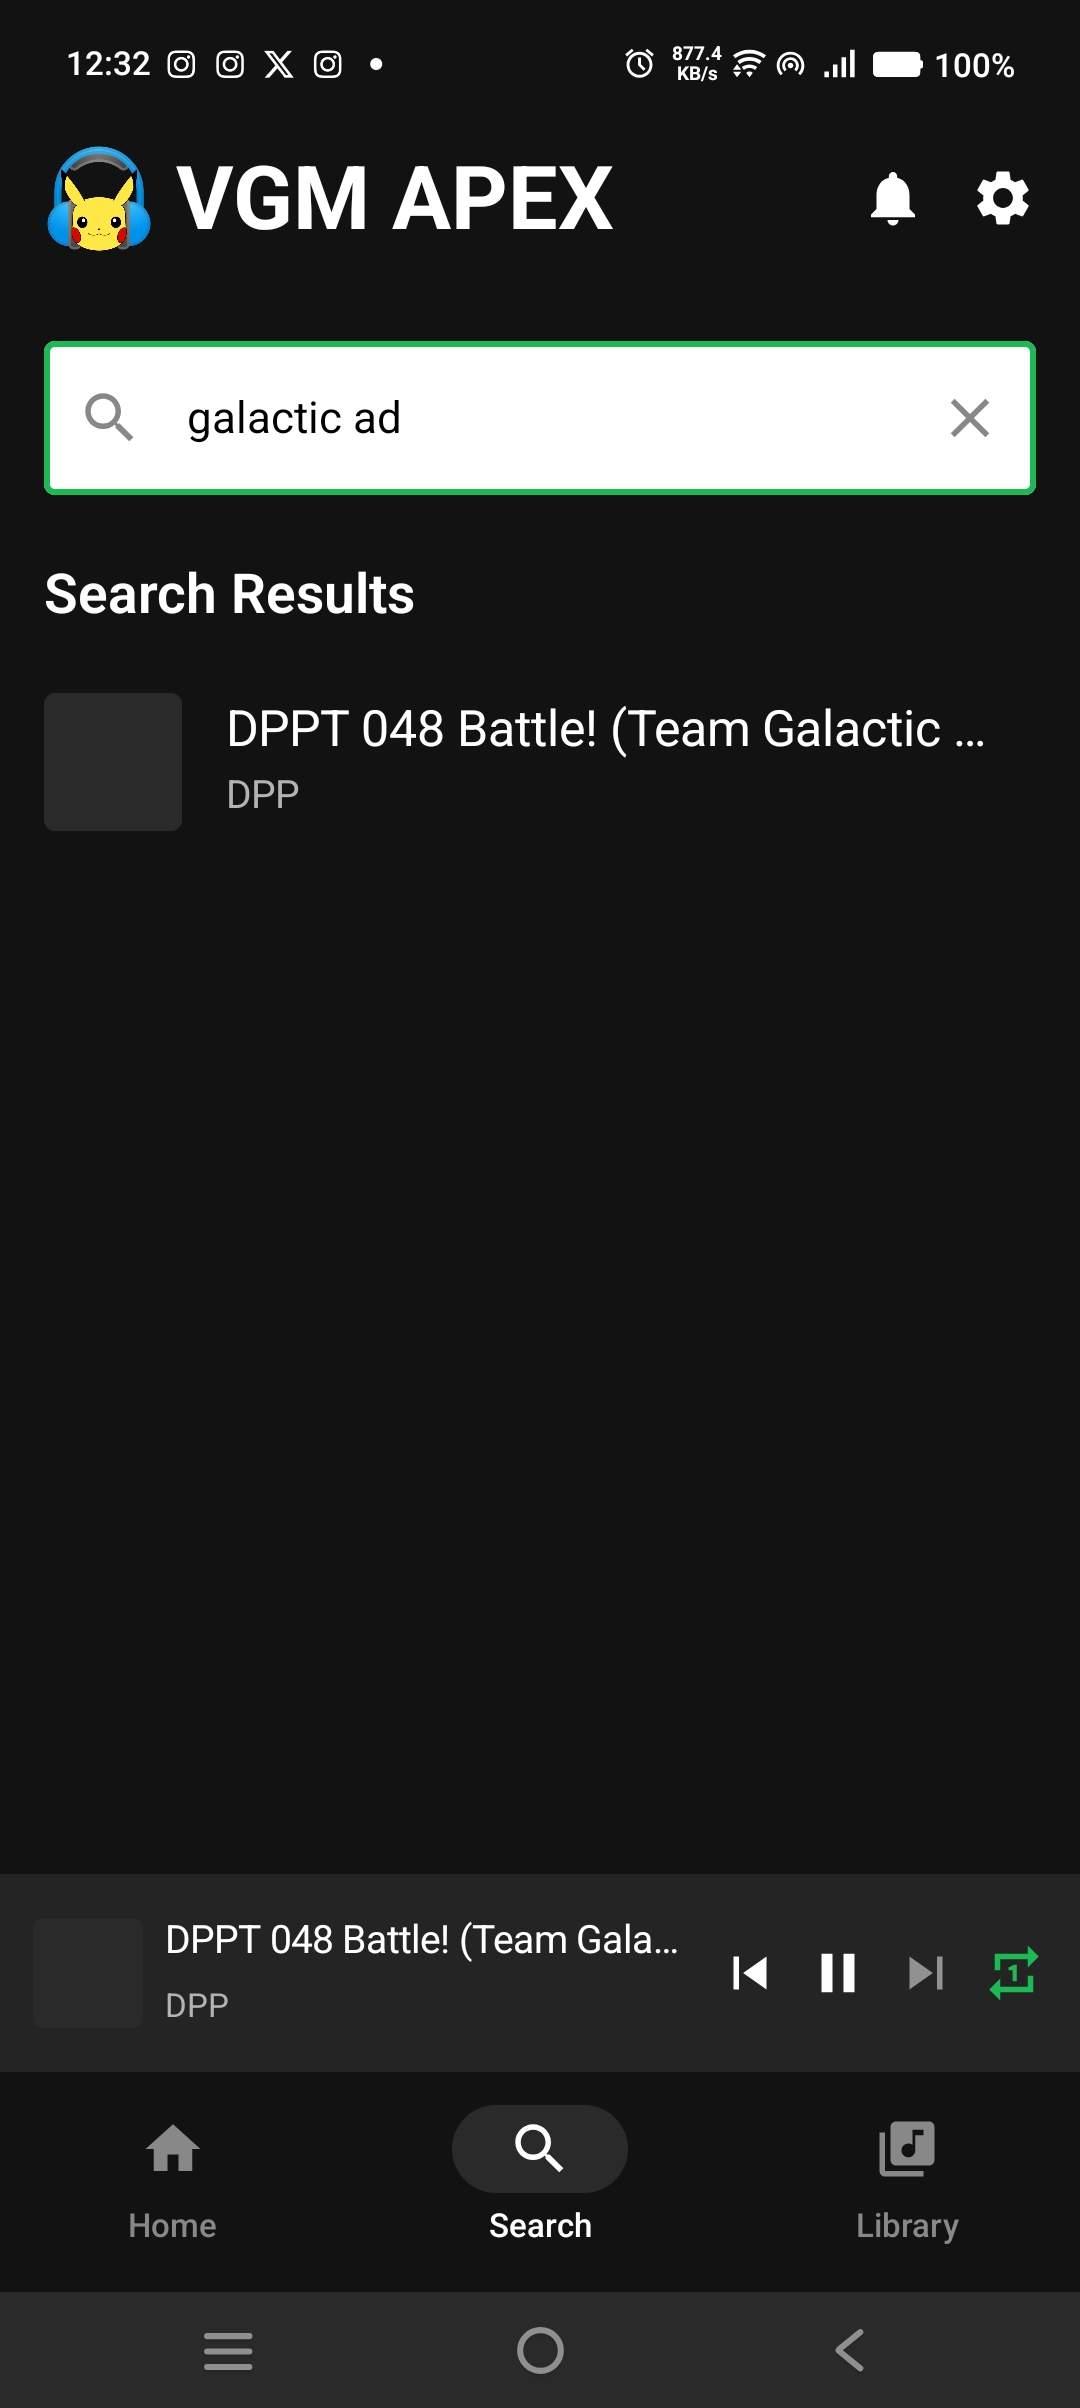 12:32 877.4 KB/s 100%
VGM APEX
galactic ad
Search Results
DPPT 048 Battle! (Team Galactic ...
DPP
DPPT 048 Battle! (Team Gala...
DPP
1
Home Search Library